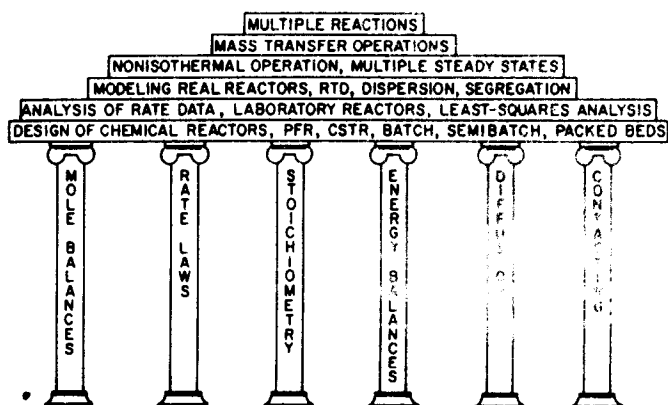 MULTIPLE REACTIONS
MASS TRANSFER OPERATIONS
NONISOTHERMAL OPERATION, MULTIPLE STEADY STATES
MODELING REAL REACTORS, RTD, DISPERSION, SEGREGATION
ANALYSIS OF RATE DATA, LABORATORY REACTORS, LEAST-SQUARES ANALYSIS
DESIGN OF CHEMICAL REACTORS, PFR, CSTR, BATCH, SEMIBATCH, PACKED BEDS
MOLE BALANCES
RATE LAWS
STOICHIOMETRY
ENERGY BALANCES
CONTACTING